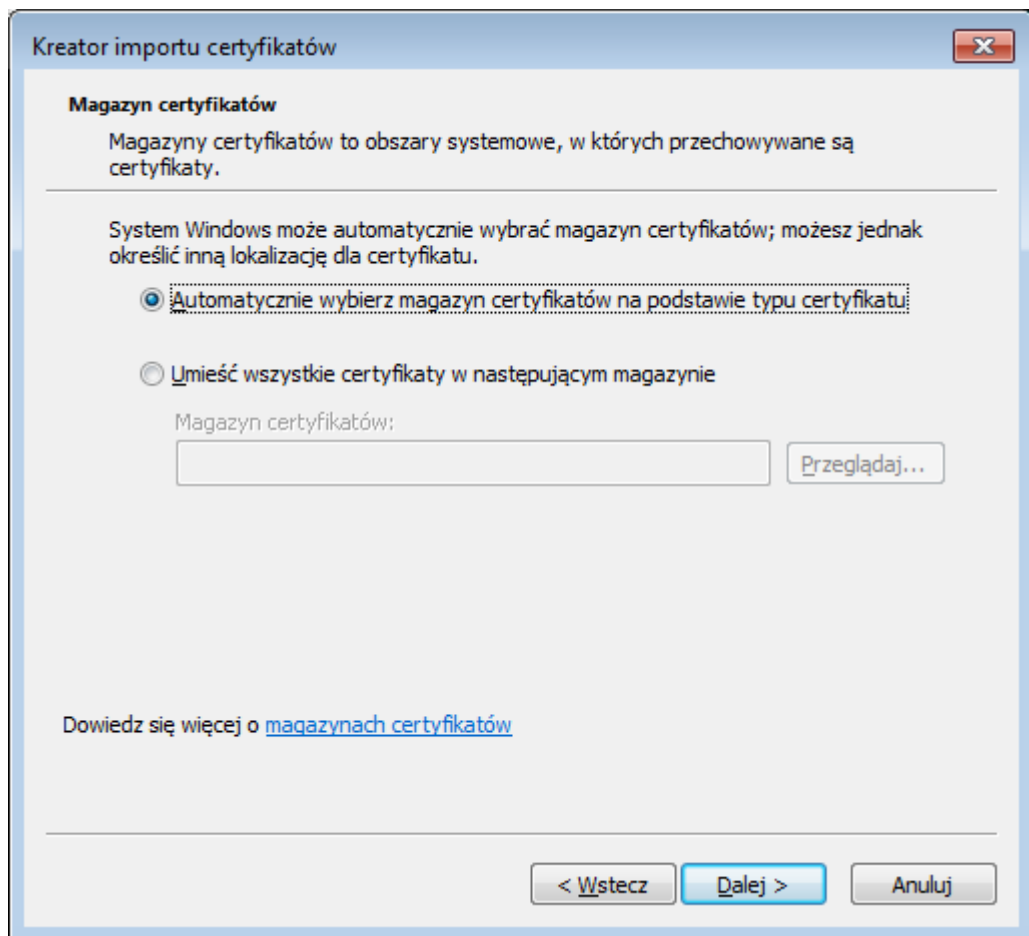 Kreator importu certyfikatów
Magazyn certyfikatów
Magazyny certyfikatów to obszary systemowe, w których przechowywane są
certyfikaty.
System Windows może automatycznie wybrać magazyn certyfikatów; możesz jednak
określić inną lokalizację dla certyfikatu.
Automatycznie wybierz magazyn certyfikatów na podstawie typu certyfikatu
Umieść wszystkie certyfikaty w następującym magazynie
Magazyn certyfikatów:
Przeglądaj...
Dowiedz się więcej o magazynach certyfikatów
< Wstecz Dalej > Anuluj